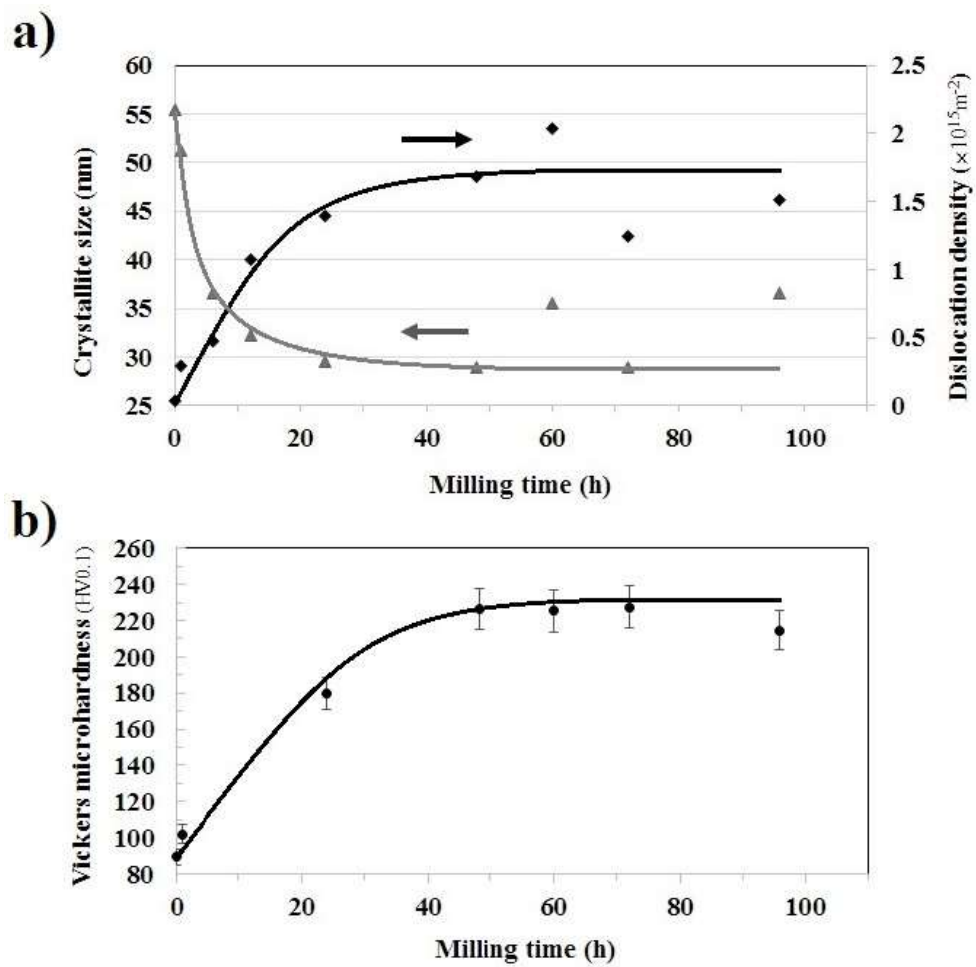 a)
60
55
50
45
40
35
30
25
Crystallite size (nm)
2.5
2
1.5
1
0.5
0
Dislocation density (×10¹⁵m⁻²)
0 20 40 60 80 100
Milling time (h)
b)
260
240
220
200
180
160
140
120
100
80
Vickers microhardness (HV0.1)
0 20 40 60 80 100
Milling time (h)